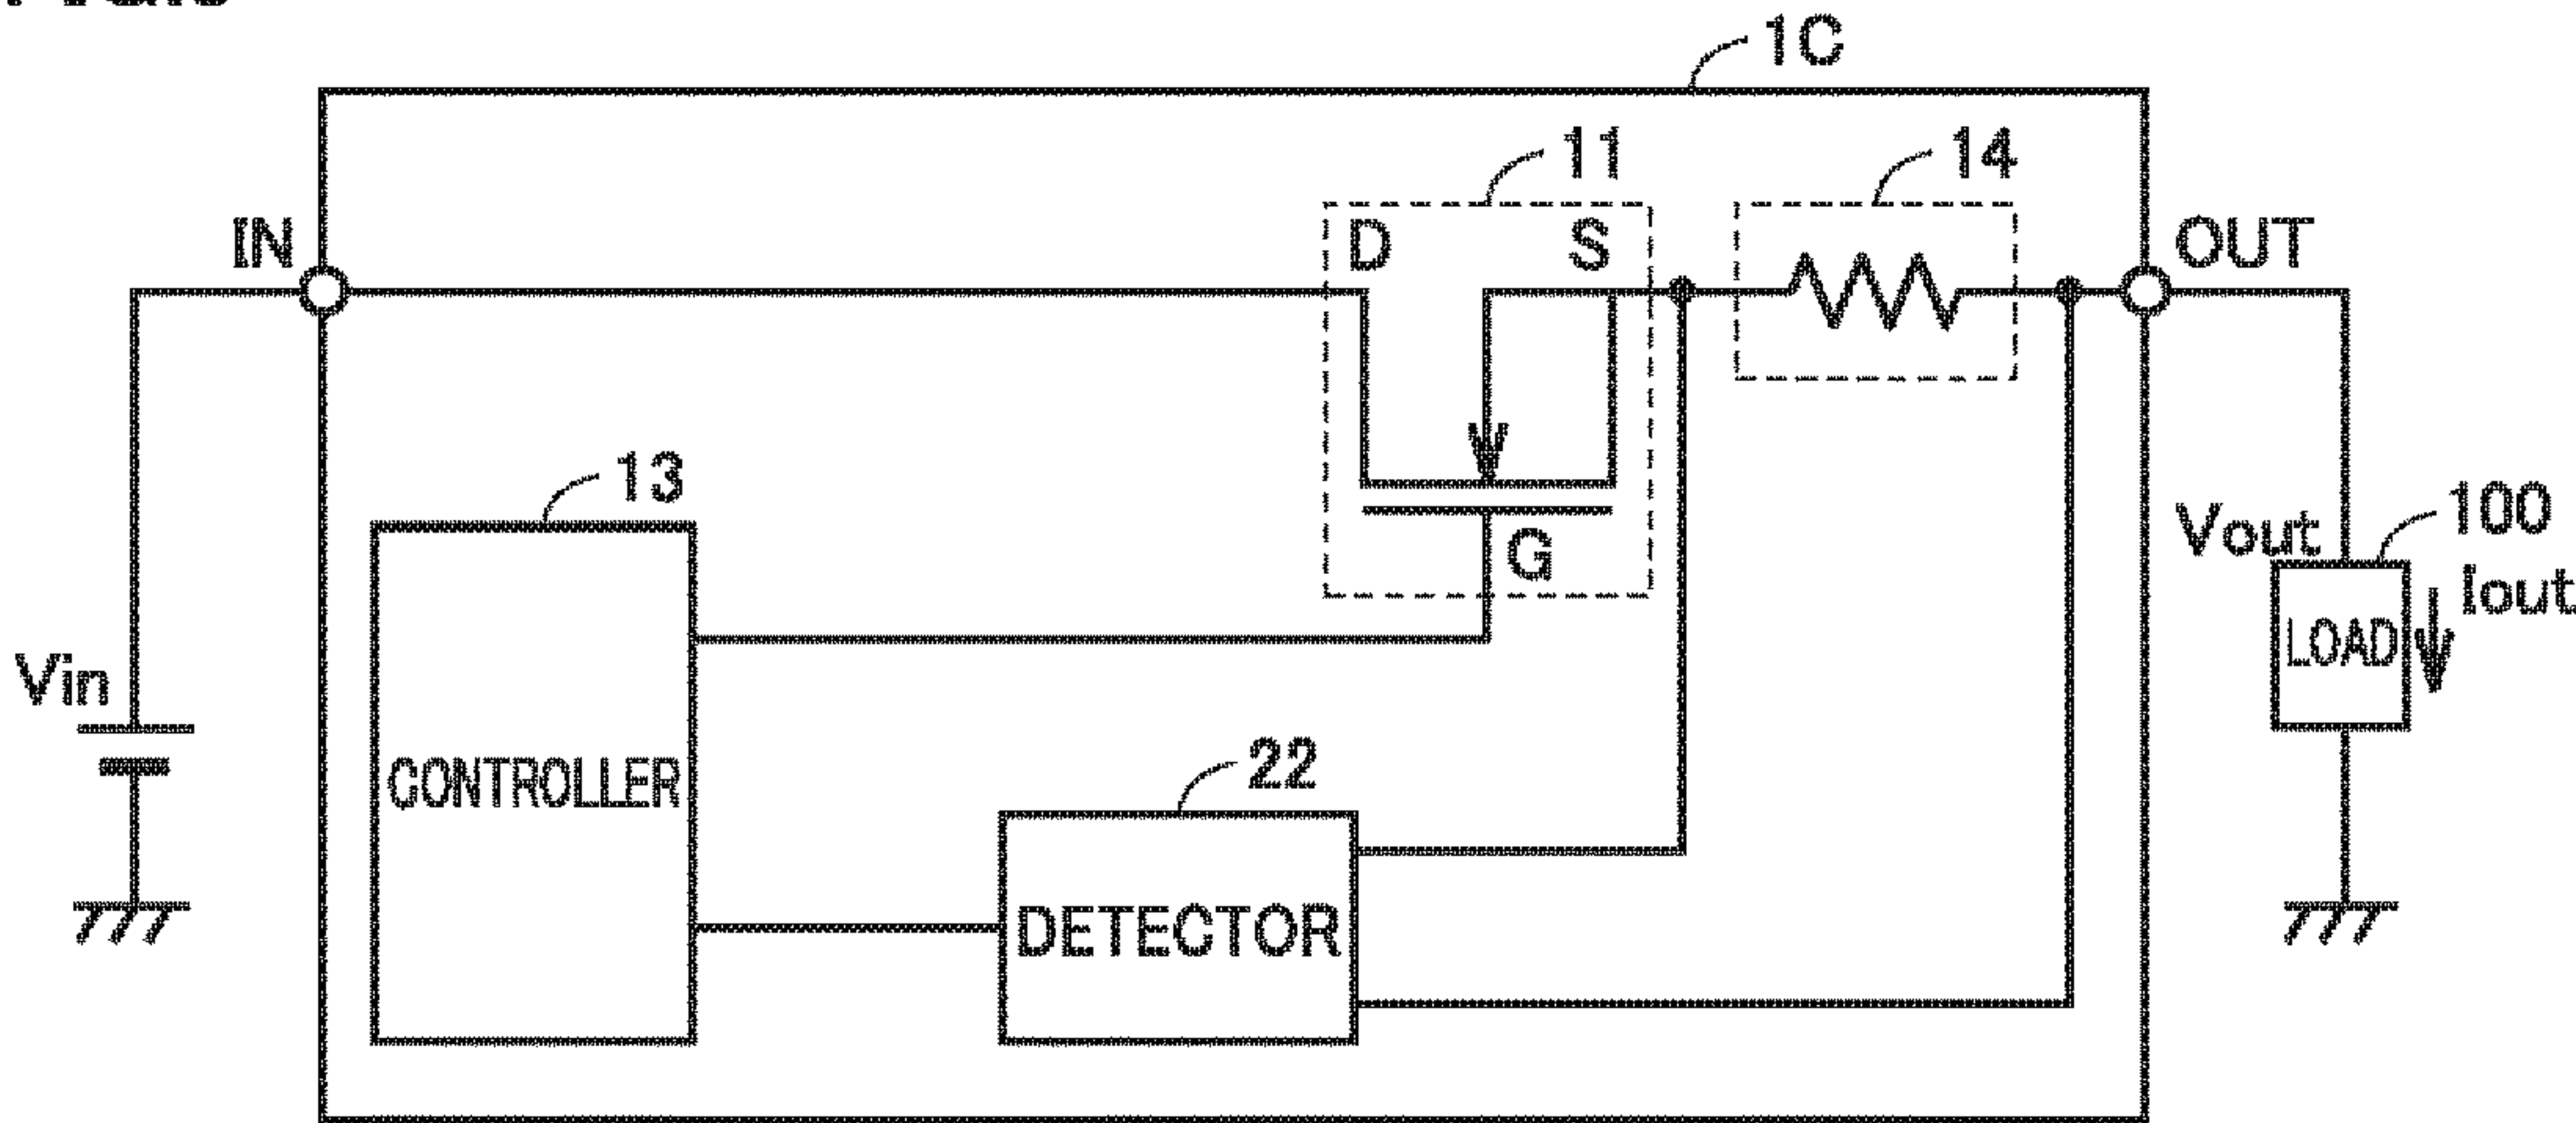 1C
11
14
IN
D
S
OUT
13
G
Vout
100
Iout
LOAD
Vin
CONTROLLER
22
DETECTOR